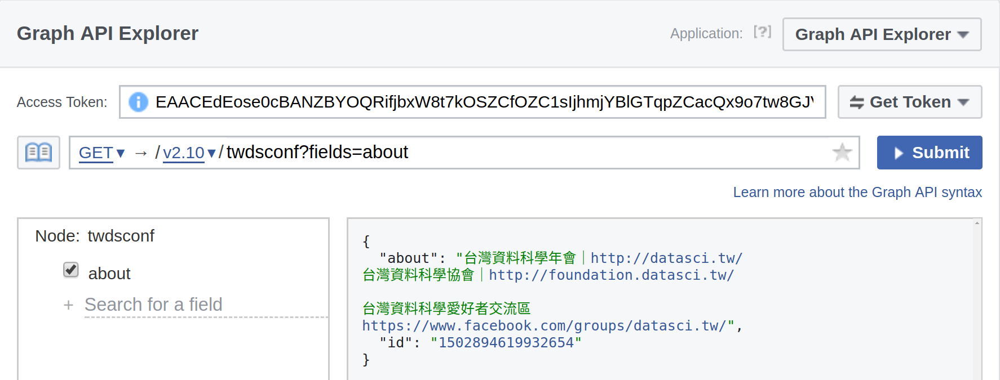 Graph API Explorer
Application: [?] Graph API Explorer
Access Token: EAACEdEose0cBANZBYOQRifjbxW8t7kOSZCfOZC1sIjhmjYBlGTqpZCacQx9o7tw8GJ Get Token
GET ▾ → / v2.10 ▾ / twdsconf?fields=about Submit
Learn more about the Graph API syntax
Node: twdsconf
about
+ Search for a field
{
"about": "台灣資料科學年會｜http://datasci.tw/
台灣資料科學協會｜http://foundation.datasci.tw/
台灣資料科學愛好者交流區
https://www.facebook.com/groups/datasci.tw/",
"id": "1502894619932654"
}